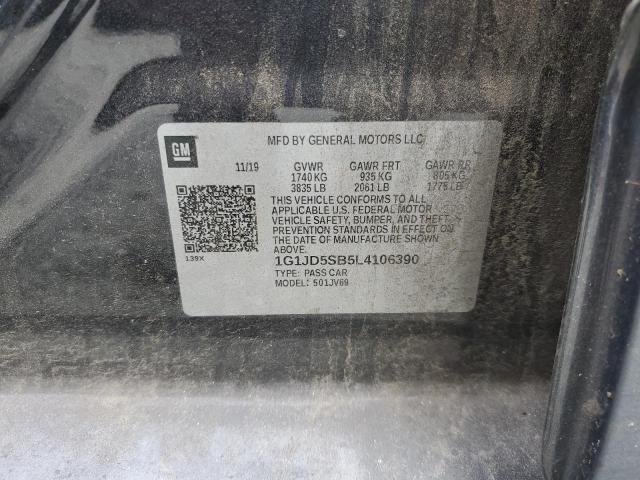 GM
MFD BY GENERAL MOTORS LLC
11/19 GVWR GAWR FRT GAWR RR
1740 KG 935 KG 805 KG
3835 LB 2061 LB 1775 LB
THIS VEHICLE CONFORMS TO ALL
APPLICABLE U.S. FEDERAL MOTOR
VEHICLE SAFETY, BUMPER, AND THEFT
PREVENTION STANDARDS IN EFFECT
ON THE DATE OF MANUFACTURE SHOWN
ABOVE.
139X
1G1JD5SB5L4106390
TYPE: PASS CAR
MODEL: 501JV69